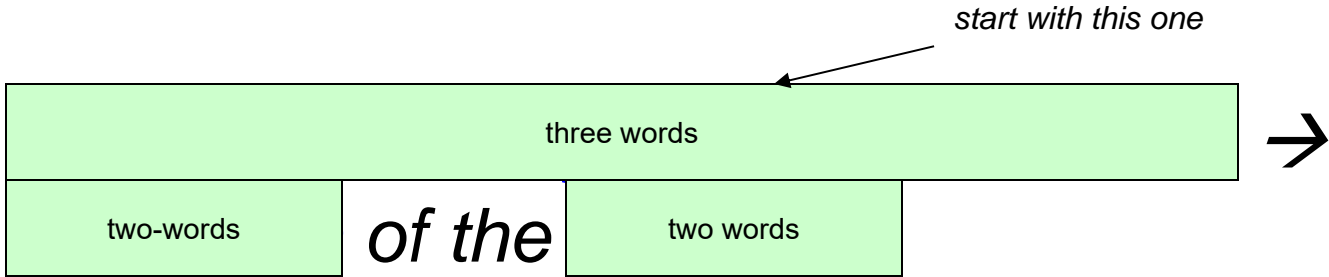 start with this one
three words →
two-words of the two words